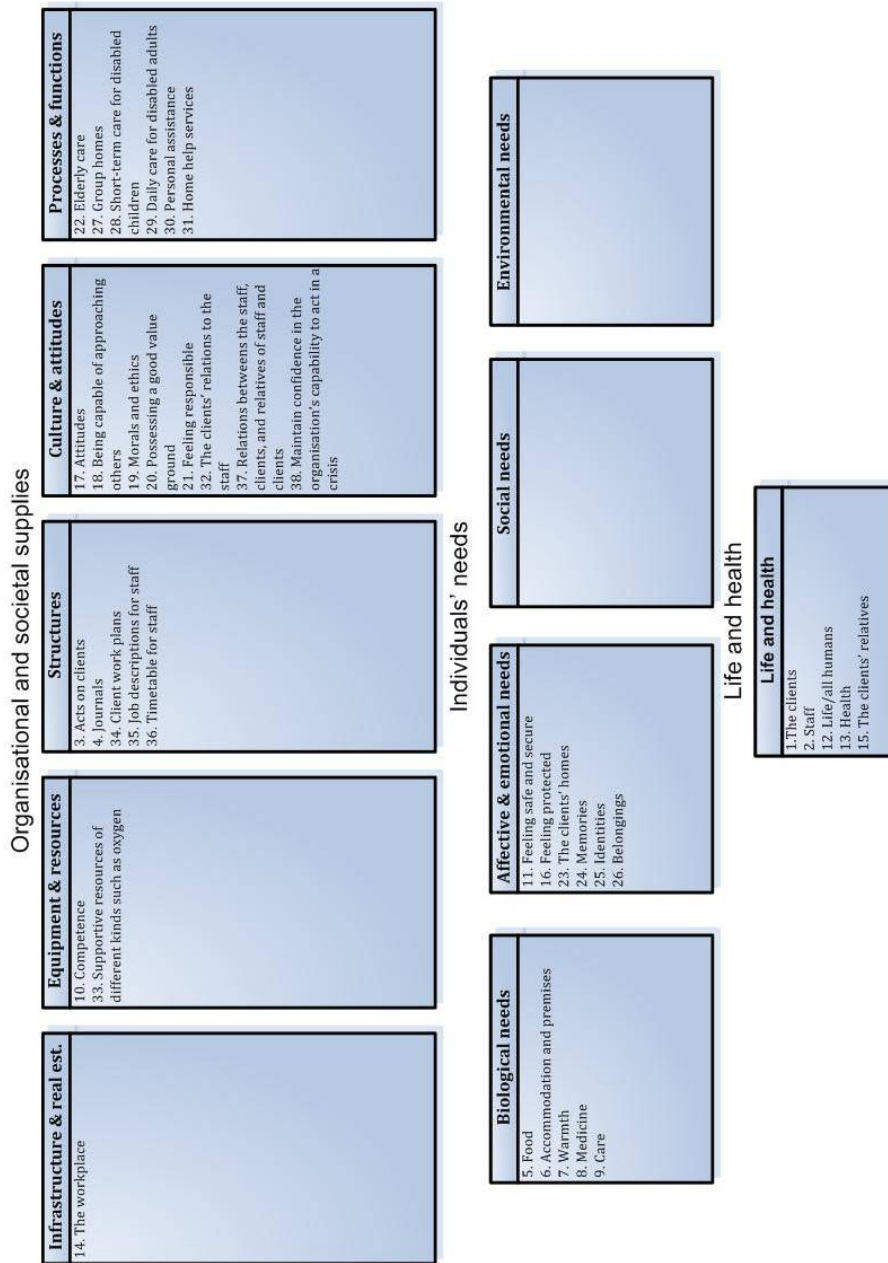 Organisational and societal supplies
Infrastructure & real est.
14. The workplace
Equipment & resources
10. Competence
33. Supportive resources of
different kinds such as oxygen
Structures
3. Acts on clients
4. Journals
34. Client work plans
35. Job descriptions for staff
36. Timetable for staff
Culture & attitudes
17. Attitudes
18. Being capable of approaching
others
19. Morals and ethics
20. Possessing a good value
ground
21. Feeling responsible
32. The clients' relations to the
staff
37. Relations betweens the staff,
clients, and relatives of staff and
clients
38. Maintain confidence in the
organisation's capability to act in a
crisis
Processes & functions
22. Elderly care
27. Group homes
28. Short-term care for disabled
children
29. Daily care for disabled adults
30. Personal assistance
31. Home help services
Individuals' needs
Biological needs
5. Food
6. Accommodation and premises
7. Warmth
8. Medicine
9. Care
Affective & emotional needs
11. Feeling safe and secure
16. Feeling protected
23. The clients' homes
24. Memories
25. Identities
26. Belongings
Social needs
Environmental needs
Life and health
Life and health
1.The clients
2. Staff
12. Life/all humans
13. Health
15. The clients' relatives